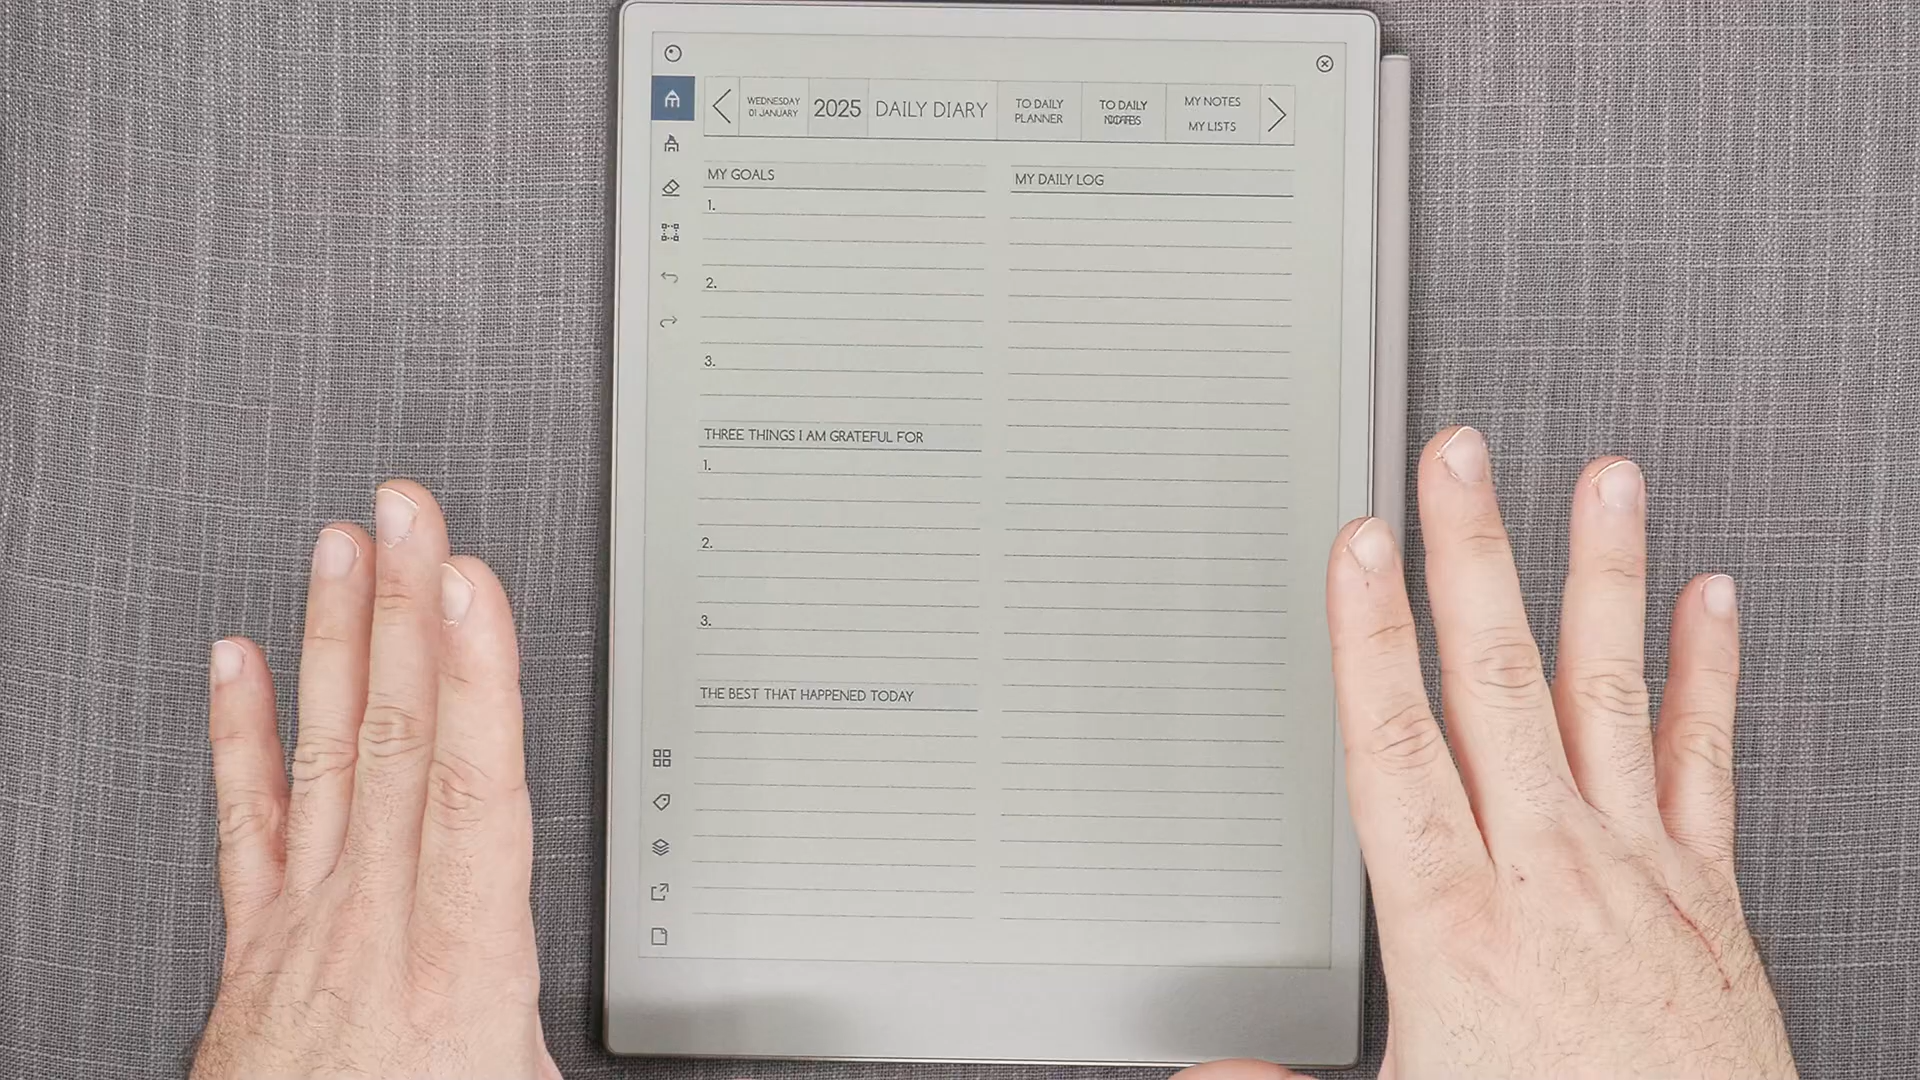 WEDNESDAY
01 JANUARY
2025
DAILY DIARY
TO DAILY
PLANNER
TO DAILY
MY NOTES
MY LISTS
MY GOALS
1.
2.
3.
THREE THINGS I AM GRATEFUL FOR
1.
2.
3.
THE BEST THAT HAPPENED TODAY
MY DAILY LOG